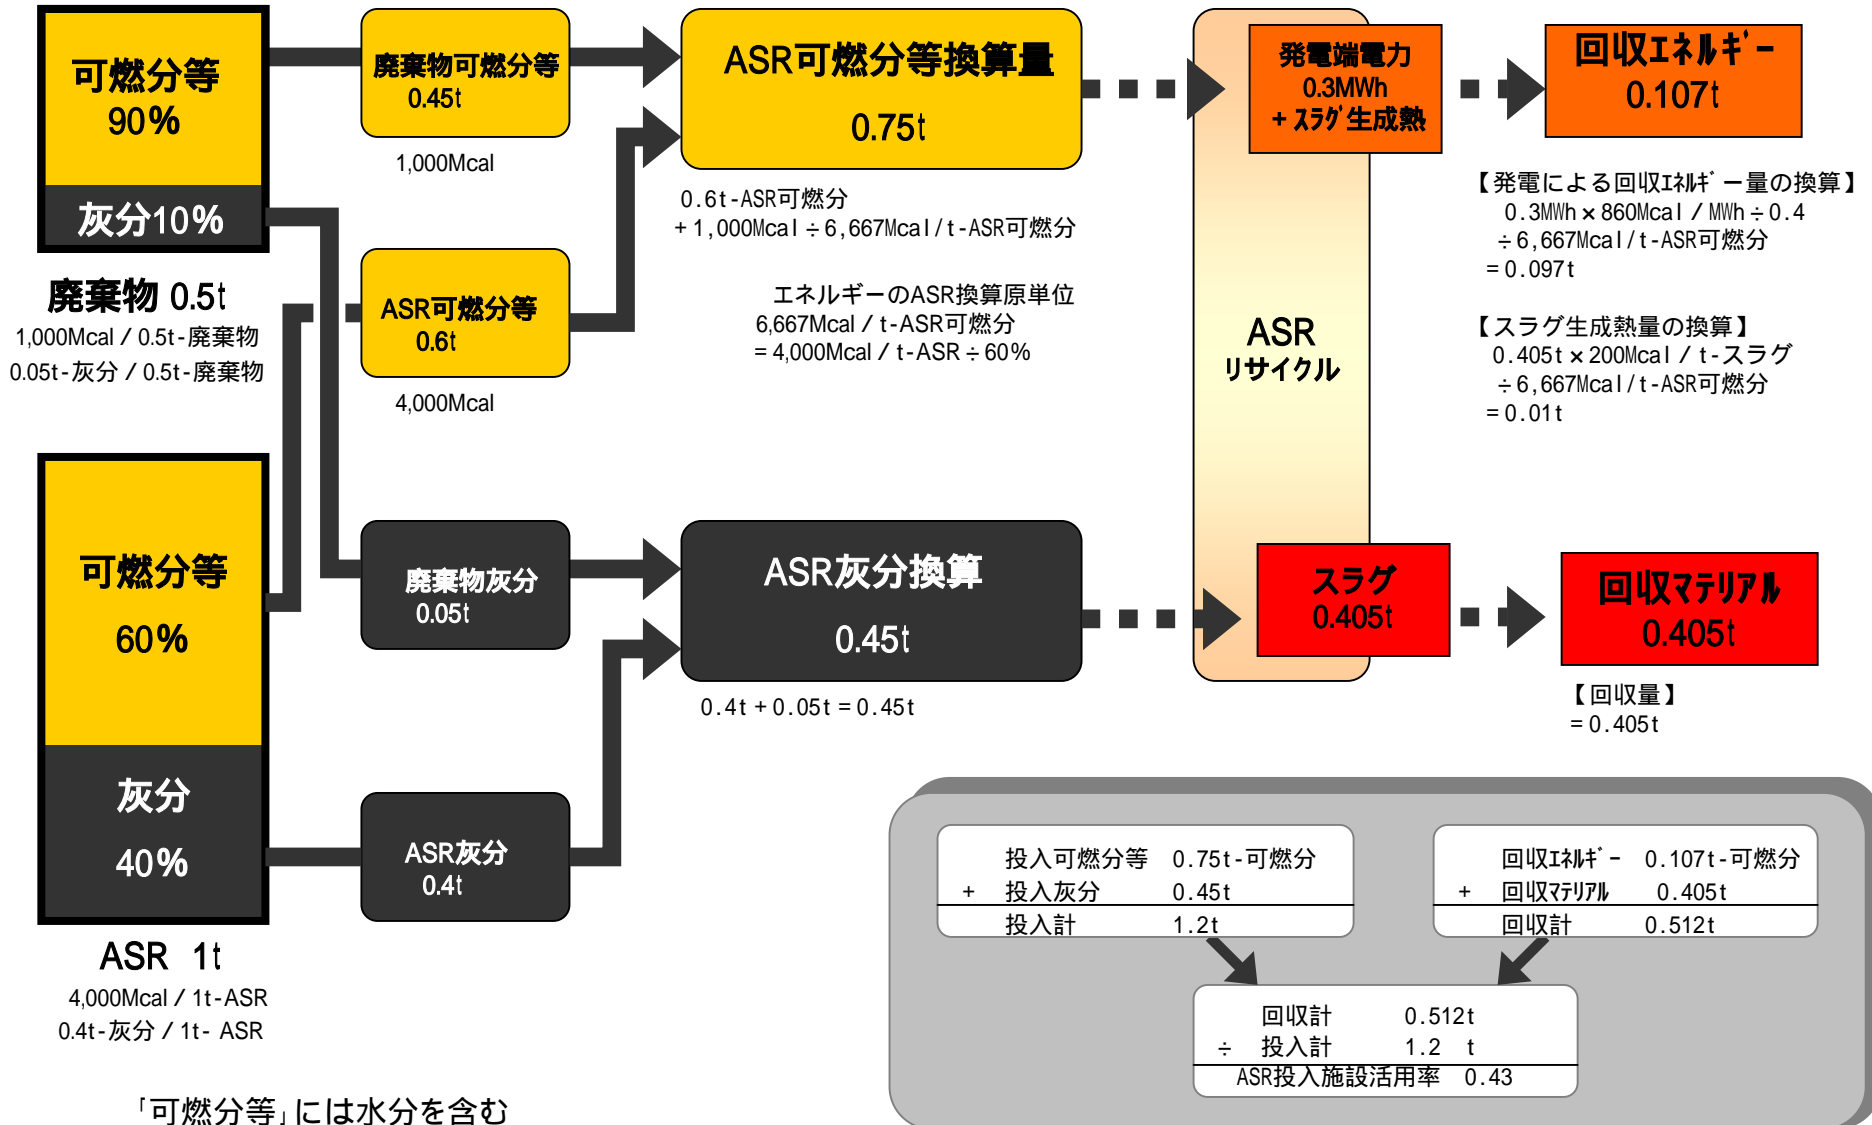 可燃分等
90%
灰分10%
廃棄物 0.5t
1,000Mcal / 0.5t-廃棄物
0.05t-灰分 / 0.5t-廃棄物
可燃分等
60%
灰分
40%
ASR 1t
4,000Mcal / 1t-ASR
0.4t-灰分 / 1t- ASR
「可燃分等」には水分を含む
廃棄物可燃分等
0.45t
1,000Mcal
ASR可燃分等
0.6t
4,000Mcal
廃棄物灰分
0.05t
ASR灰分
0.4t
ASR可燃分等換算量
0.75t
0.6t-ASR可燃分
+1,000Mcal÷6,667Mcal/t-ASR可燃分
エネルギーのASR換算原単位
6,667Mcal / t-ASR可燃分
=4,000Mcal / t-ASR÷60%
ASR灰分換算
0.45t
0.4t+0.05t=0.45t
ASR
リサイクル
発電端電力
0.3MWh
+ｽﾗｸﾞ生成熱
スラグ
0.405t
回収ｴﾈﾙｷﾞｰ
0.107t
【発電による回収ｴﾈﾙｷﾞｰ量の換算】
0.3MWh×860Mcal / MWh÷0.4
÷6,667Mcal/t-ASR可燃分
=0.097t
【スラグ生成熱量の換算】
0.405t×200Mcal / t-スラグ
÷6,667Mcal/t-ASR可燃分
=0.01t
回収ﾏﾃﾘｱﾙ
0.405t
【回収量】
=0.405t
投入可燃分等 0.75t-可燃分
+ 投入灰分 0.45t
投入計 1.2t
回収ｴﾈﾙｷﾞｰ 0.107t-可燃分
+ 回収ﾏﾃﾘｱﾙ 0.405t
回収計 0.512t
回収計 0.512t
÷ 投入計 1.2 t
ASR投入施設活用率 0.43